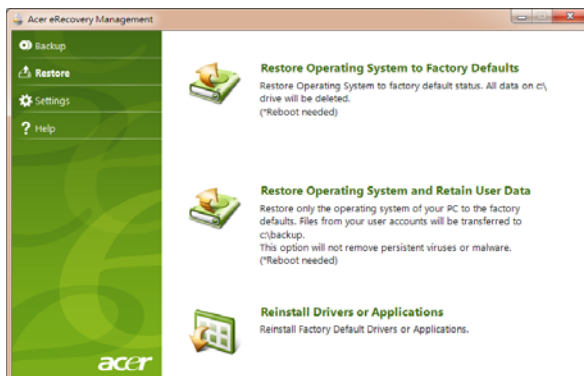 Acer eRecovery Management
Backup
Restore
Settings
? Help
Restore Operating System to Factory Defaults
Restore Operating System to factory default status. All data on c:\
drive will be deleted.
(*Reboot needed)
Restore Operating System and Retain User Data
Restore only the operating system of your PC to the factory
defaults. Files from your user accounts will be transferred to
c:\backup.
This option will not remove persistent viruses or malware.
(*Reboot needed)
Reinstall Drivers or Applications
Reinstall Factory Default Drivers or Applications.
acer